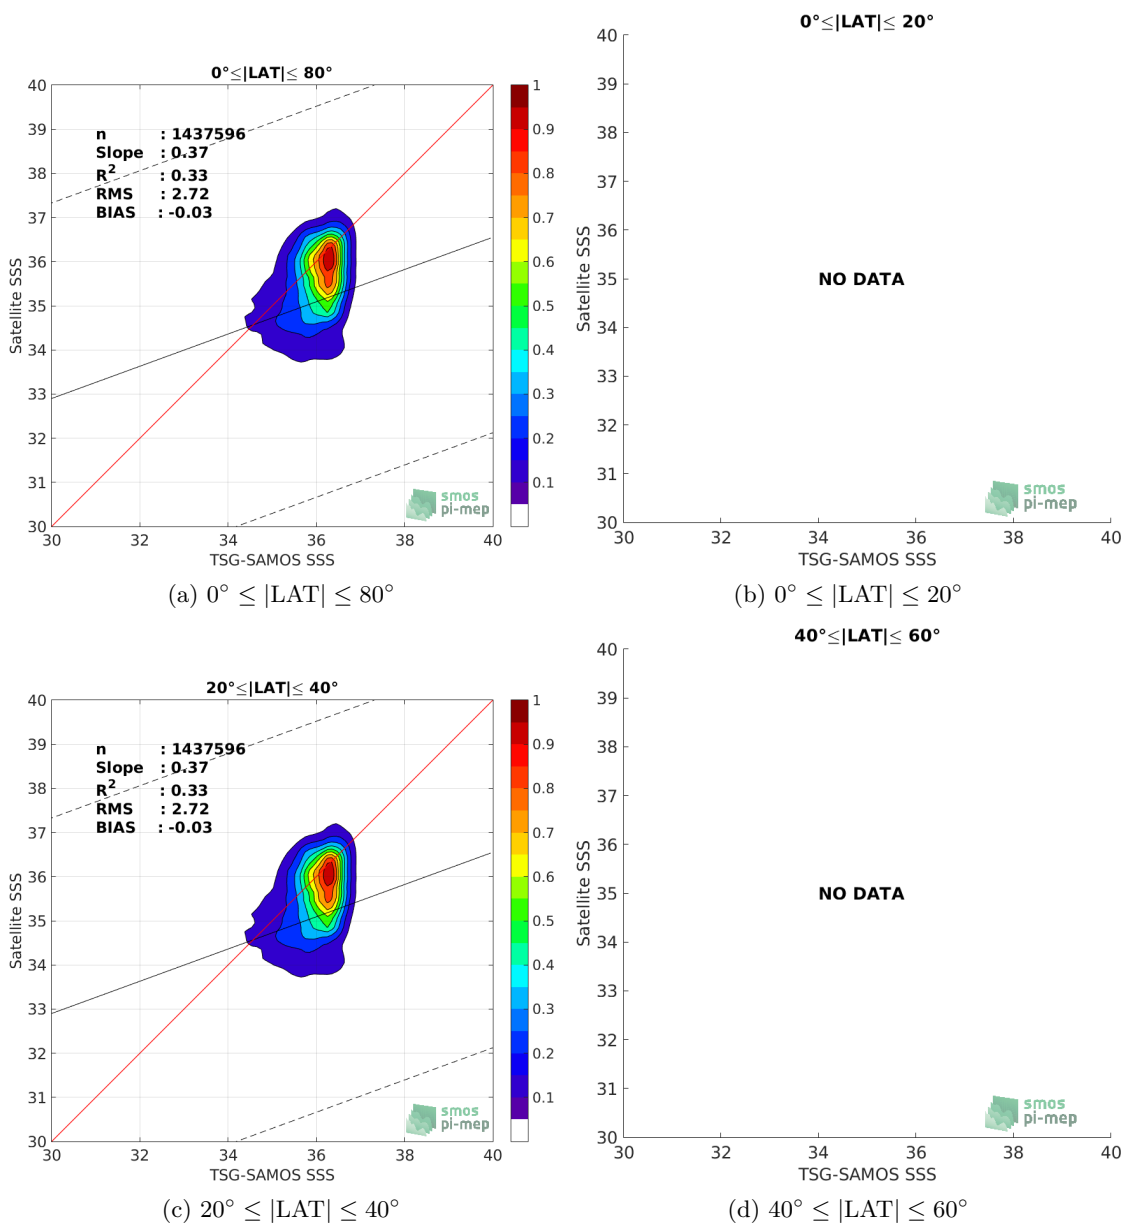 0°≤|LAT|≤ 80°
40
39
38
37
36
35
34
33
32
31
30
Satellite SSS
n : 1437596
Slope : 0.37
R² : 0.33
RMS : 2.72
BIAS : -0.03
smos
pi-mep
30 32 34 36 38 40
TSG-SAMOS SSS
1
0.9
0.8
0.7
0.6
0.5
0.4
0.3
0.2
0.1
(a) 0° ≤ |LAT| ≤ 80°
0°≤|LAT|≤ 20°
40
39
38
37
36
35
34
33
32
31
30
Satellite SSS
NO DATA
smos
pi-mep
30 32 34 36 38 40
TSG-SAMOS SSS
(b) 0° ≤ |LAT| ≤ 20°
20°≤|LAT|≤ 40°
40
39
38
37
36
35
34
33
32
31
30
Satellite SSS
n : 1437596
Slope : 0.37
R² : 0.33
RMS : 2.72
BIAS : -0.03
smos
pi-mep
30 32 34 36 38 40
TSG-SAMOS SSS
1
0.9
0.8
0.7
0.6
0.5
0.4
0.3
0.2
0.1
(c) 20° ≤ |LAT| ≤ 40°
40°≤|LAT|≤ 60°
40
39
38
37
36
35
34
33
32
31
30
Satellite SSS
NO DATA
smos
pi-mep
30 32 34 36 38 40
TSG-SAMOS SSS
(d) 40° ≤ |LAT| ≤ 60°